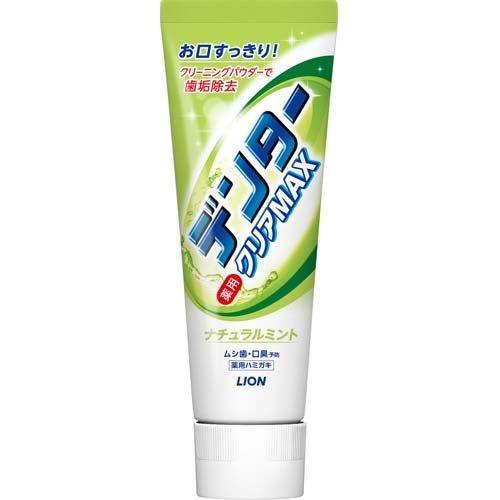 お口すっきり!
クリーニングパウダーで
歯垢除去
デンター
薬用
クリアMAX
ナチュラルミント
ムシ歯・口臭予防
薬用ハミガキ
LION